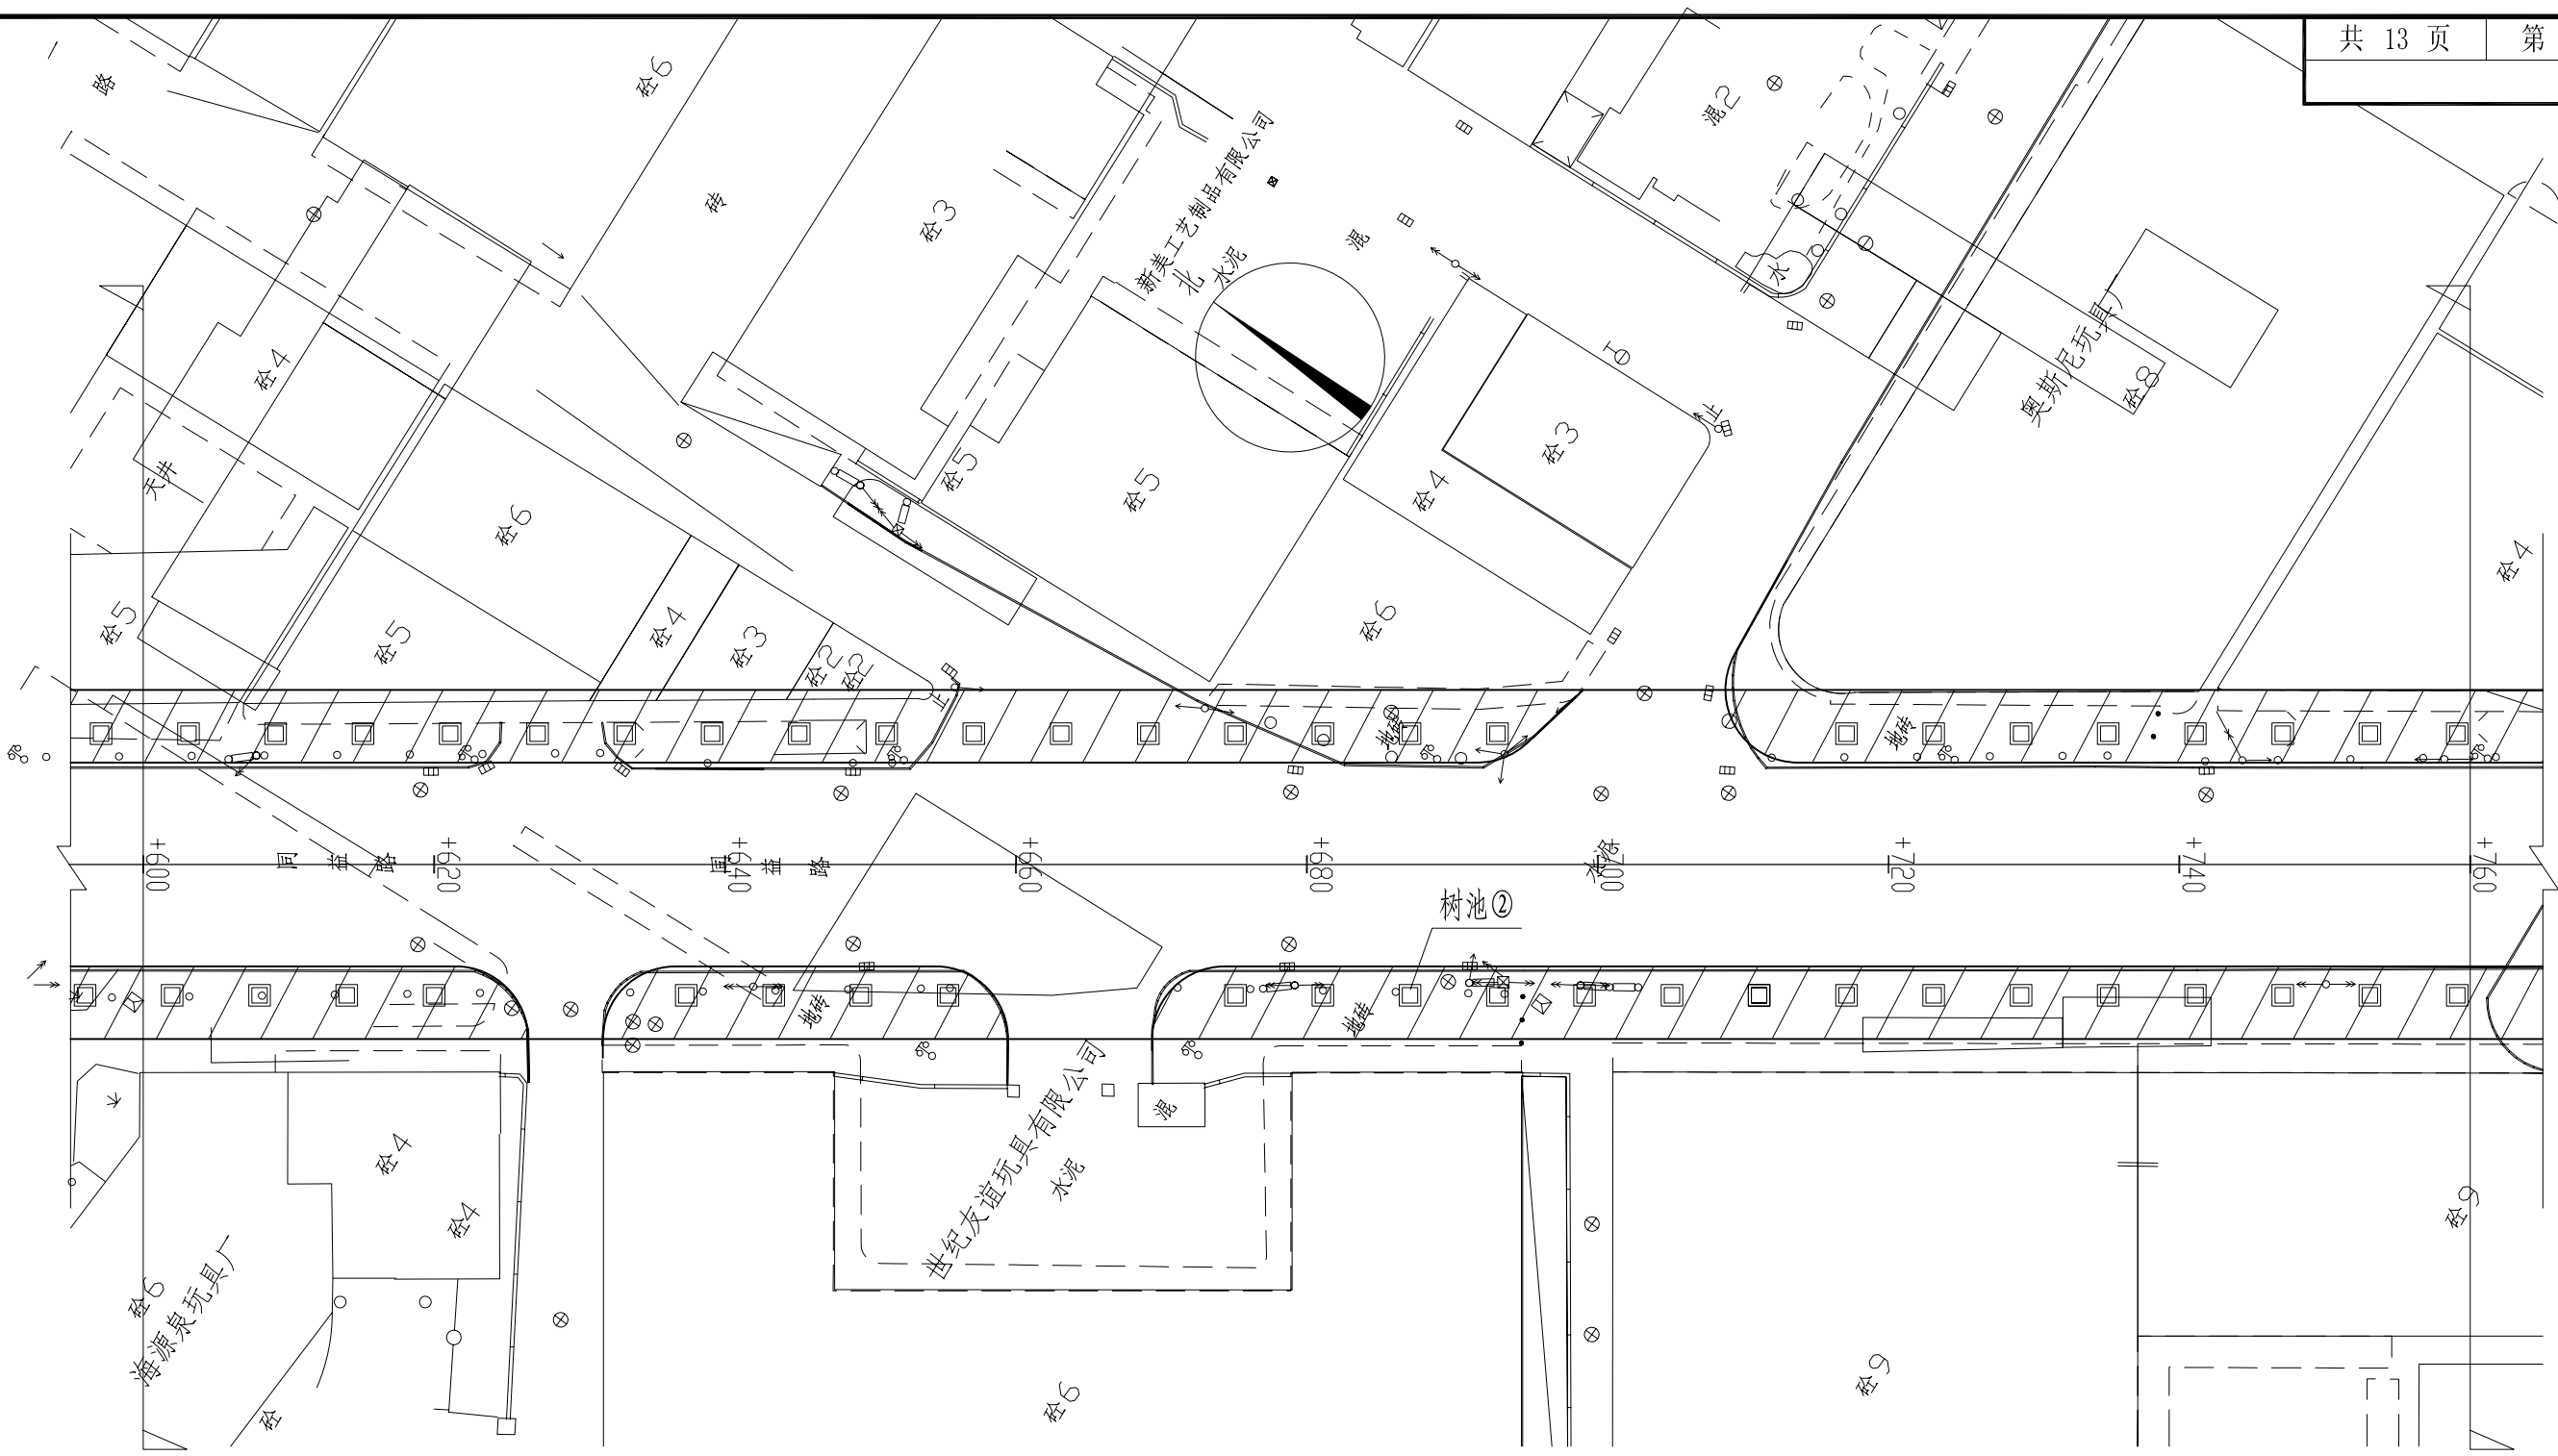 共 13 页
第
路
砼6
混2
砖
砼3
新美工艺制品有限公司
北
水泥
混
水
奥斯尼玩具厂
砼8
砼4
砼3
止
天井
砼5
砼5
砼4
砼6
砼4
砼5
砼5
砼4
砼3
砼6
砼2
砼2
止
地砖
地砖
+600
同益路
+620
+640
同益路
+660
+680
水泥
+700
+720
+740
+760
树池②
地砖
地砖
世纪友谊玩具有限公司
混
水泥
砼4
砼4
砼9
砼6
海源泉玩具厂
砼
砼6
砼9